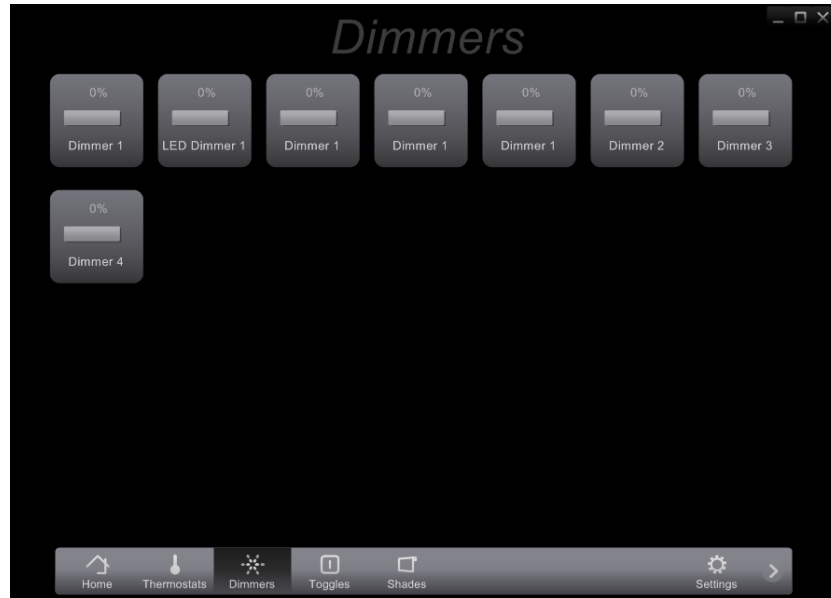 Dimmers
0% 0% 0% 0% 0% 0% 0%
Dimmer 1 LED Dimmer 1 Dimmer 1 Dimmer 1 Dimmer 1 Dimmer 2 Dimmer 3
0%
Dimmer 4
Home Thermostats Dimmers Toggles Shades Settings